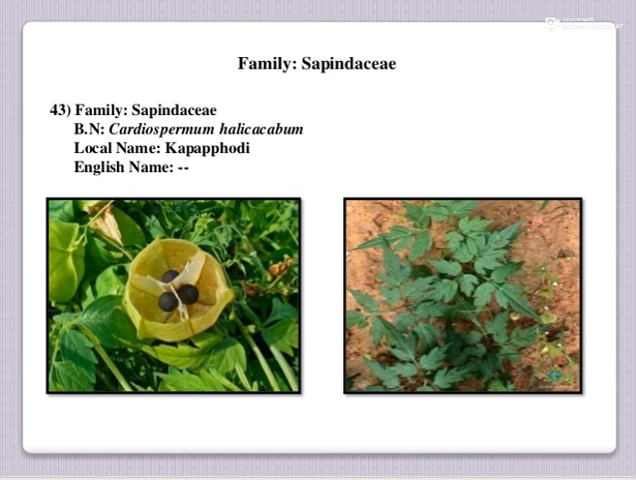 Family: Sapindaceae
43) Family: Sapindaceae
B.N: Cardiospermum halicacabum
Local Name: Kapapphodi
English Name: --